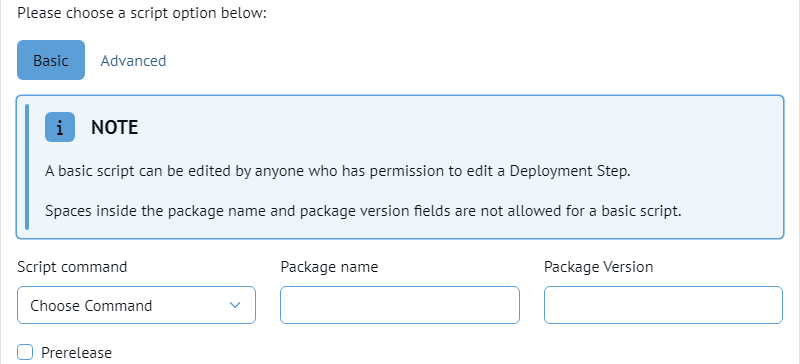 Please choose a script option below:
Basic Advanced
i NOTE
A basic script can be edited by anyone who has permission to edit a Deployment Step.
Spaces inside the package name and package version fields are not allowed for a basic script.
Script command Package name Package Version
Choose Command
Prerelease